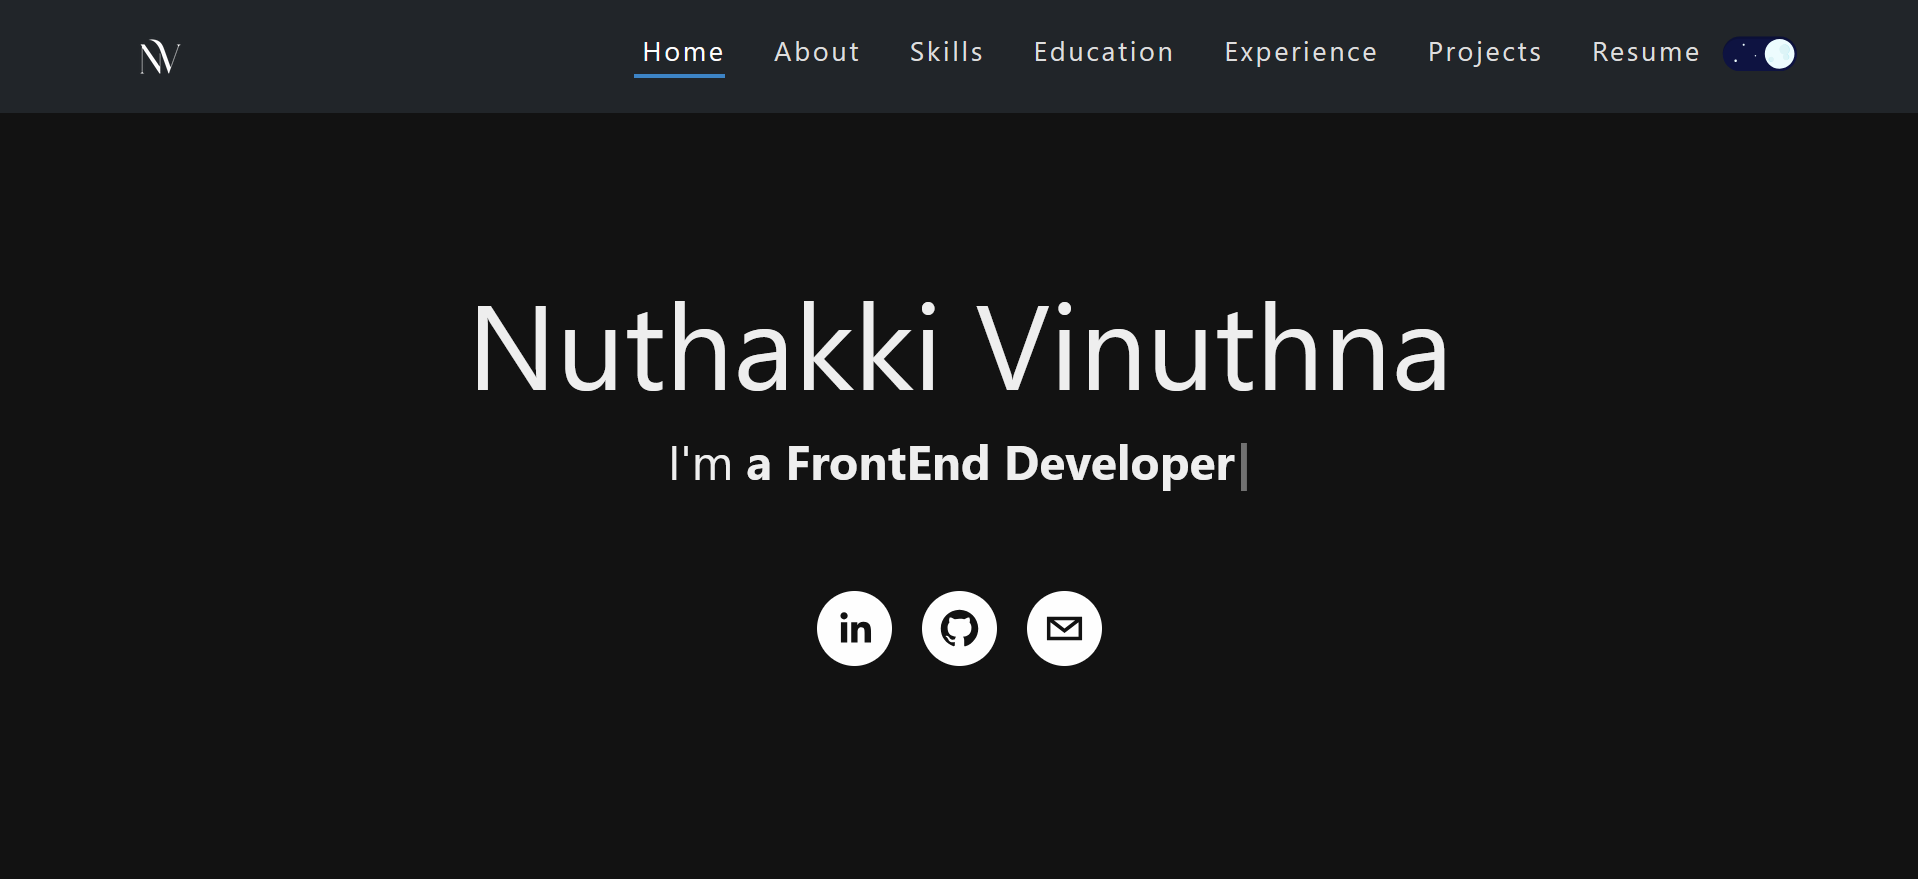 NV
Home About Skills Education Experience Projects Resume
Nuthakki Vinuthna
I'm a FrontEnd Developer
in